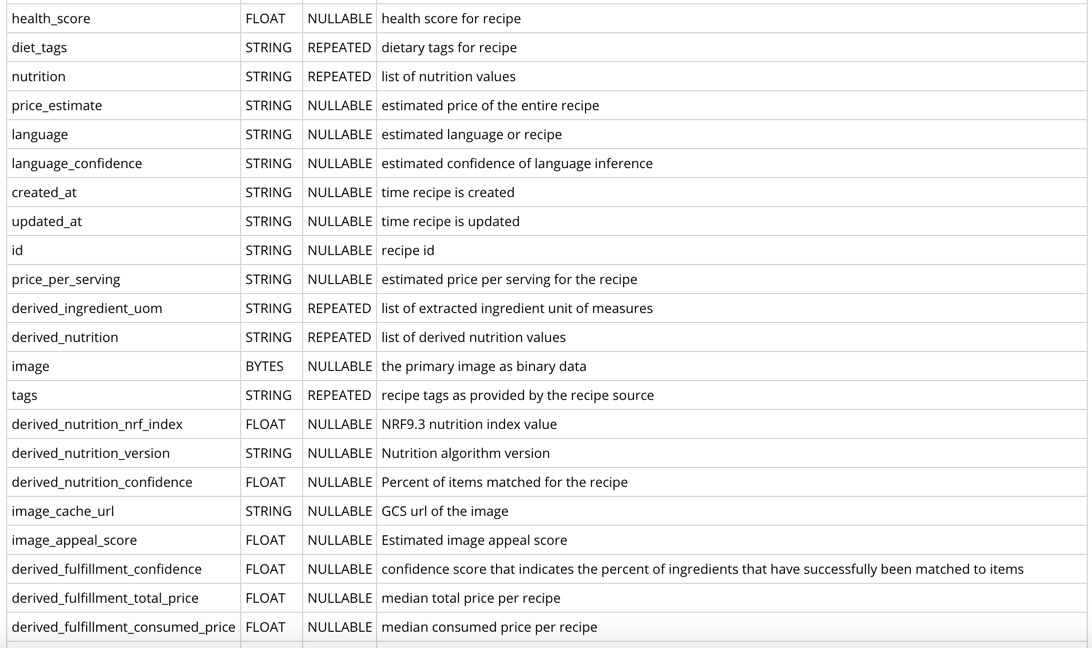 health_score FLOAT NULLABLE health score for recipe
diet_tags STRING REPEATED dietary tags for recipe
nutrition STRING REPEATED list of nutrition values
price_estimate STRING NULLABLE estimated price of the entire recipe
language STRING NULLABLE estimated language or recipe
language_confidence STRING NULLABLE estimated confidence of language inference
created_at STRING NULLABLE time recipe is created
updated_at STRING NULLABLE time recipe is updated
id STRING NULLABLE recipe id
price_per_serving STRING NULLABLE estimated price per serving for the recipe
derived_ingredient_uom STRING REPEATED list of extracted ingredient unit of measures
derived_nutrition STRING REPEATED list of derived nutrition values
image BYTES NULLABLE the primary image as binary data
tags STRING REPEATED recipe tags as provided by the recipe source
derived_nutrition_nrf_index FLOAT NULLABLE NRF9.3 nutrition index value
derived_nutrition_version STRING NULLABLE Nutrition algorithm version
derived_nutrition_confidence FLOAT NULLABLE Percent of items matched for the recipe
image_cache_url STRING NULLABLE GCS url of the image
image_appeal_score FLOAT NULLABLE Estimated image appeal score
derived_fulfillment_confidence FLOAT NULLABLE confidence score that indicates the percent of ingredients that have successfully been matched to items
derived_fulfillment_total_price FLOAT NULLABLE median total price per recipe
derived_fulfillment_consumed_price FLOAT NULLABLE median consumed price per recipe